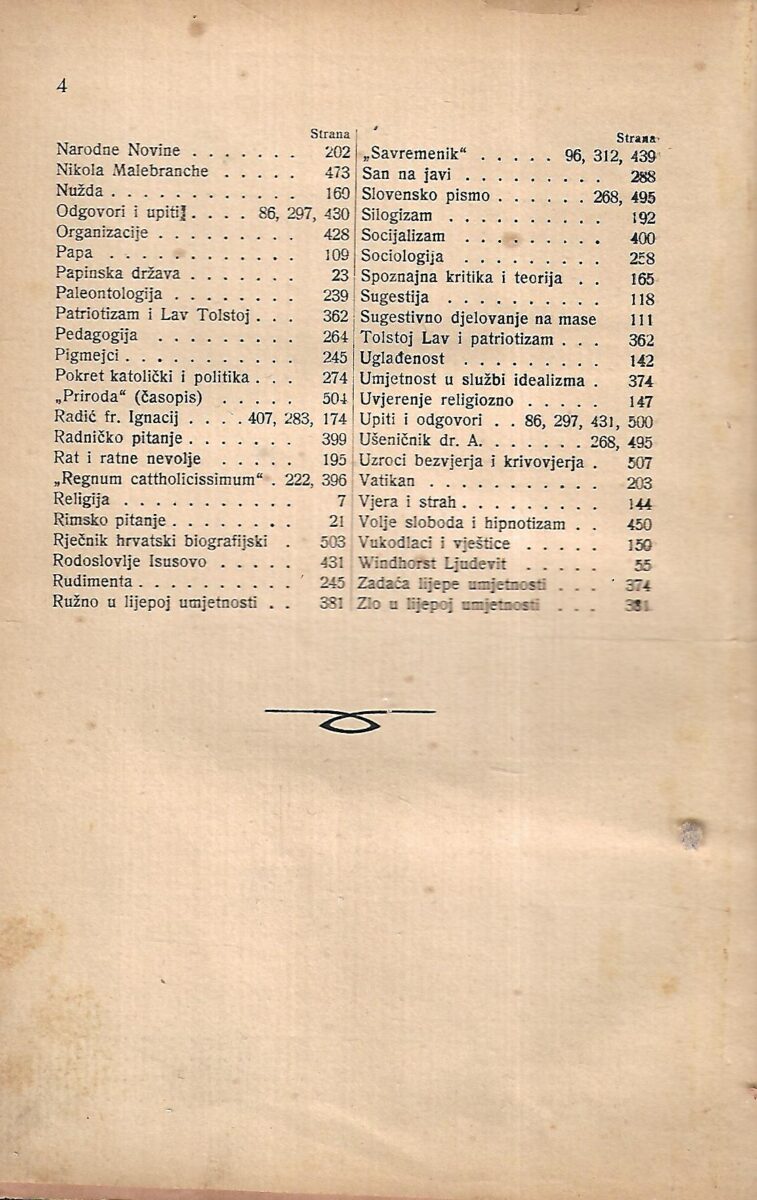 4
Strana
Narodne Novine . . . . . . . 202
Nikola Malebranche . . . . . 473
Nužda . . . . . . . . . . . 160
Odgovori i upiti . . . . 86, 297, 430
Organizacije . . . . . . . . 428
Papa . . . . . . . . . . . 109
Papinska država . . . . . . . 23
Paleontologija . . . . . . . 239
Patriotizam i Lav Tolstoj . . . 362
Pedagogija . . . . . . . . 264
Pigmejci . . . . . . . . . . 245
Pokret katolički i politika . . . 274
„Priroda“ (časopis) . . . . . 504
Radić fr. Ignacij . . . . 407, 283, 174
Radničko pitanje . . . . . . . 399
Rat i ratne nevolje . . . . . 195
„Regnum cattholicissimum“ . 222, 396
Religija . . . . . . . . . . 7
Rimsko pitanje . . . . . . . . 21
Rječnik hrvatski biografijski . 503
Rodoslovlje Isusovo . . . . . 431
Rudimenta . . . . . . . . . 245
Ružno u lijepoj umjetnosti . . 381
Strana
„Savremenik“ . . . . . 96, 312, 439
San na javi . . . . . . . . . 288
Slovensko pismo . . . . . . 268, 495
Silogizam . . . . . . . . . 192
Socijalizam . . . . . . . . . 400
Sociologija . . . . . . . . . 258
Spoznajna kritika i teorija . . 165
Sugestija . . . . . . . . . 118
Sugestivno djelovanje na mase 111
Tolstoj Lav i patriotizam . . . 362
Uglađenost . . . . . . . . 142
Umjetnost u službi idealizma . 374
Uvjerenje religiozno . . . . . 147
Upiti i odgovori . . 86, 297, 431, 500
Ušeničnik dr. A. . . . . . . 268, 495
Uzroci bezvjerja i krivovjerja . 507
Vatikan . . . . . . . . . . 203
Vjera i strah . . . . . . . . . 144
Volje sloboda i hipnotizam . . 450
Vukodlaci i vještice . . . . . 150
Windhorst Ljudevit . . . . . 55
Zadaća lijepe umjetnosti . . . 374
Zlo u lijepoj umjetnosti . . . 381